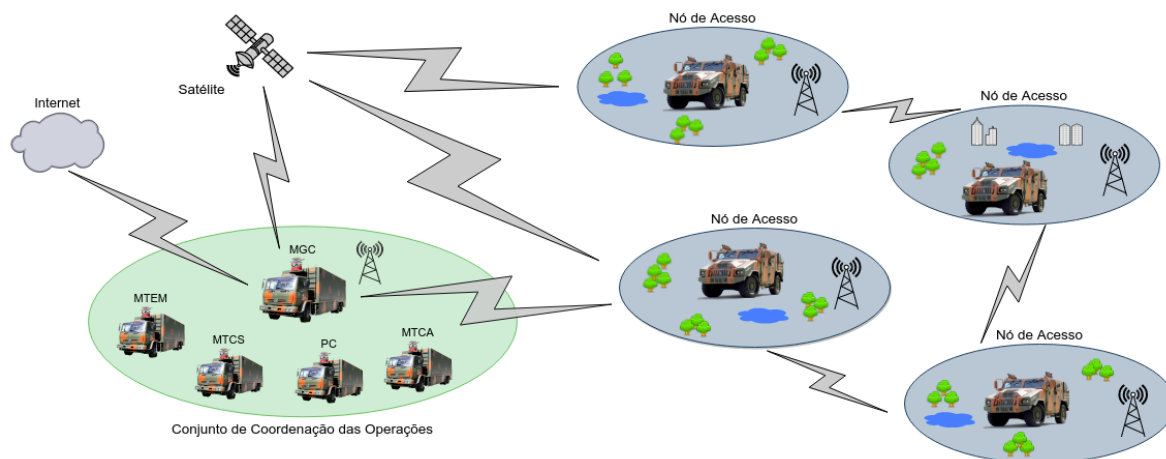 Nó de Acesso
Satélite
Internet
Nó de Acesso
Nó de Acesso
MGC
MTEM
MTCS
PC
MTCA
Nó de Acesso
Conjunto de Coordenação das Operações